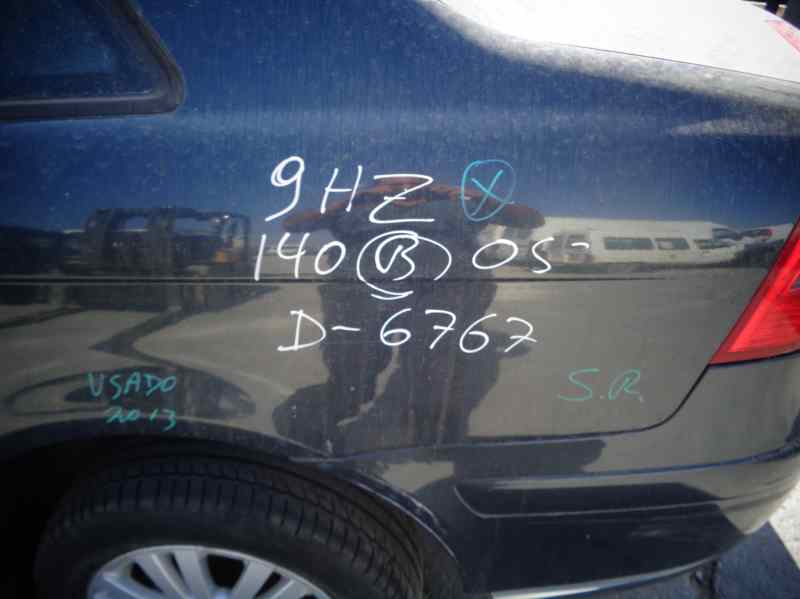 9HZ X
140 B 05-
D-6767
USADO
2013
S.R.